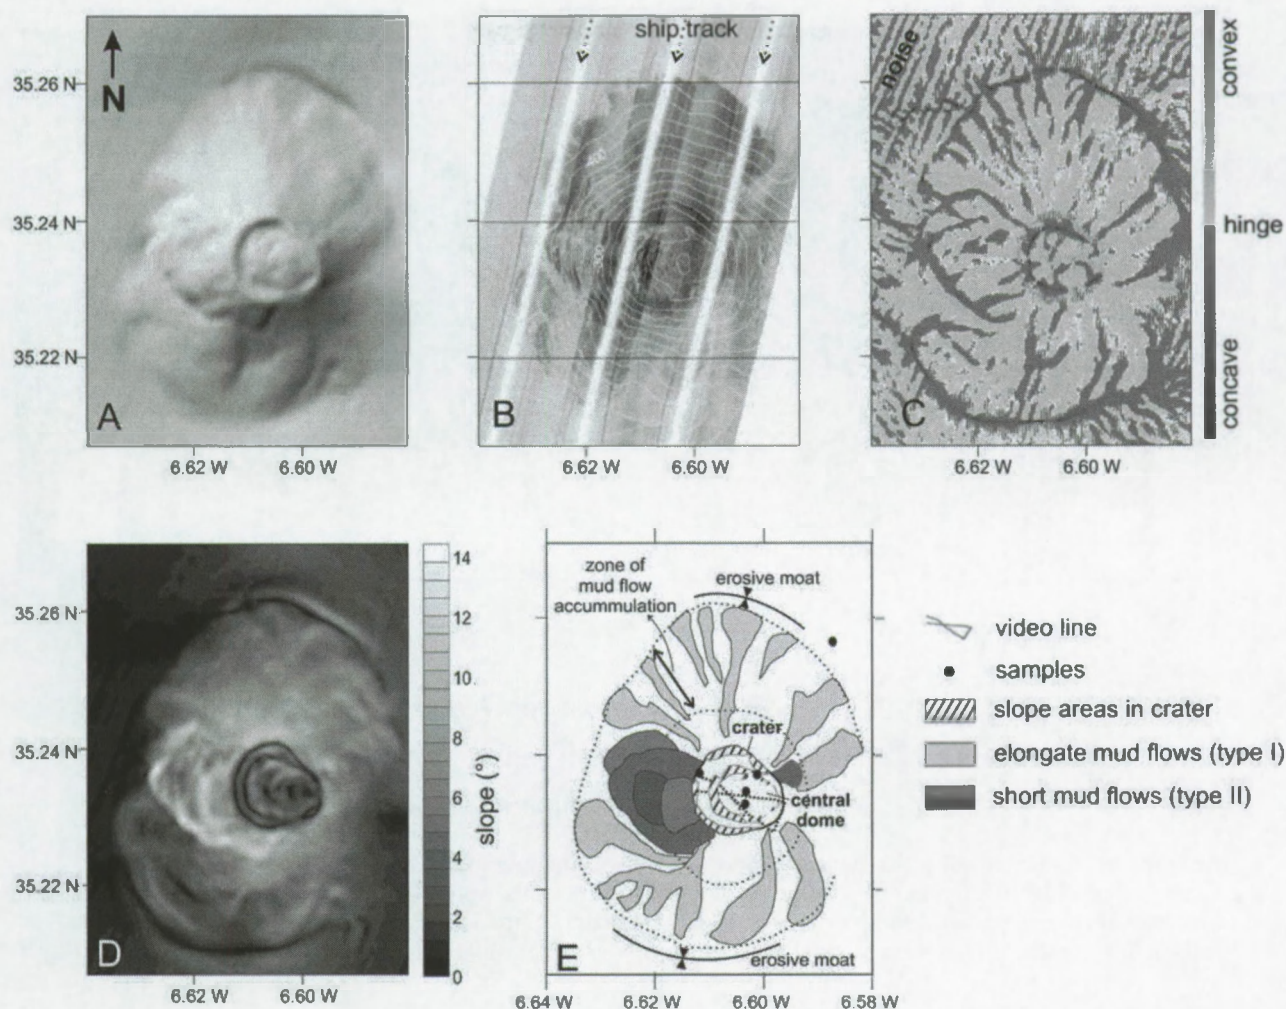 N
35.26 N
35.24 N
35.22 N
A
6.62 W 6.60 W
ship track
B
6.62 W 6.60 W
noise
C
6.62 W 6.60 W
convex
hinge
concave
35.26 N
35.24 N
35.22 N
D
6.62 W 6.60 W
14
12
10
8
6
4
2
0
slope (°)
zone of
mud flow
accummulation
erosive moat
crater
central
dome
erosive moat
E
6.64 W 6.62 W 6.60 W 6.58 W
video line
samples
slope areas in crater
elongate mud flows (type I)
short mud flows (type II)